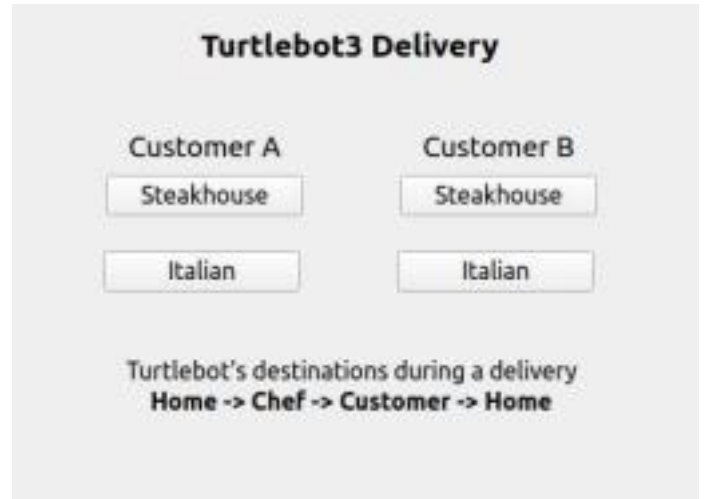 Turtlebot3 Delivery
Customer A Customer B
Steakhouse Steakhouse
Italian Italian
Turtlebot's destinations during a delivery
Home -> Chef -> Customer -> Home